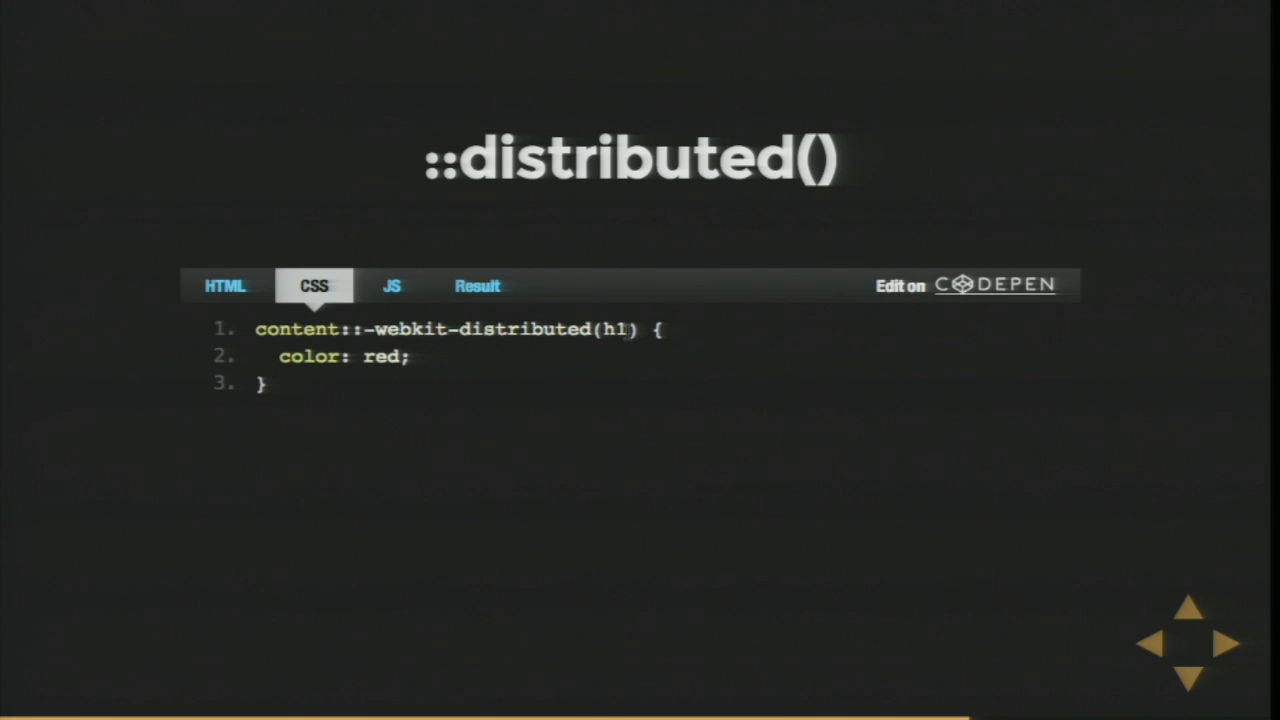 ::distributed()
HTML CSS JS Result Edit on CODEPEN
1. content::-webkit-distributed(h1) {
2. color: red;
3. }